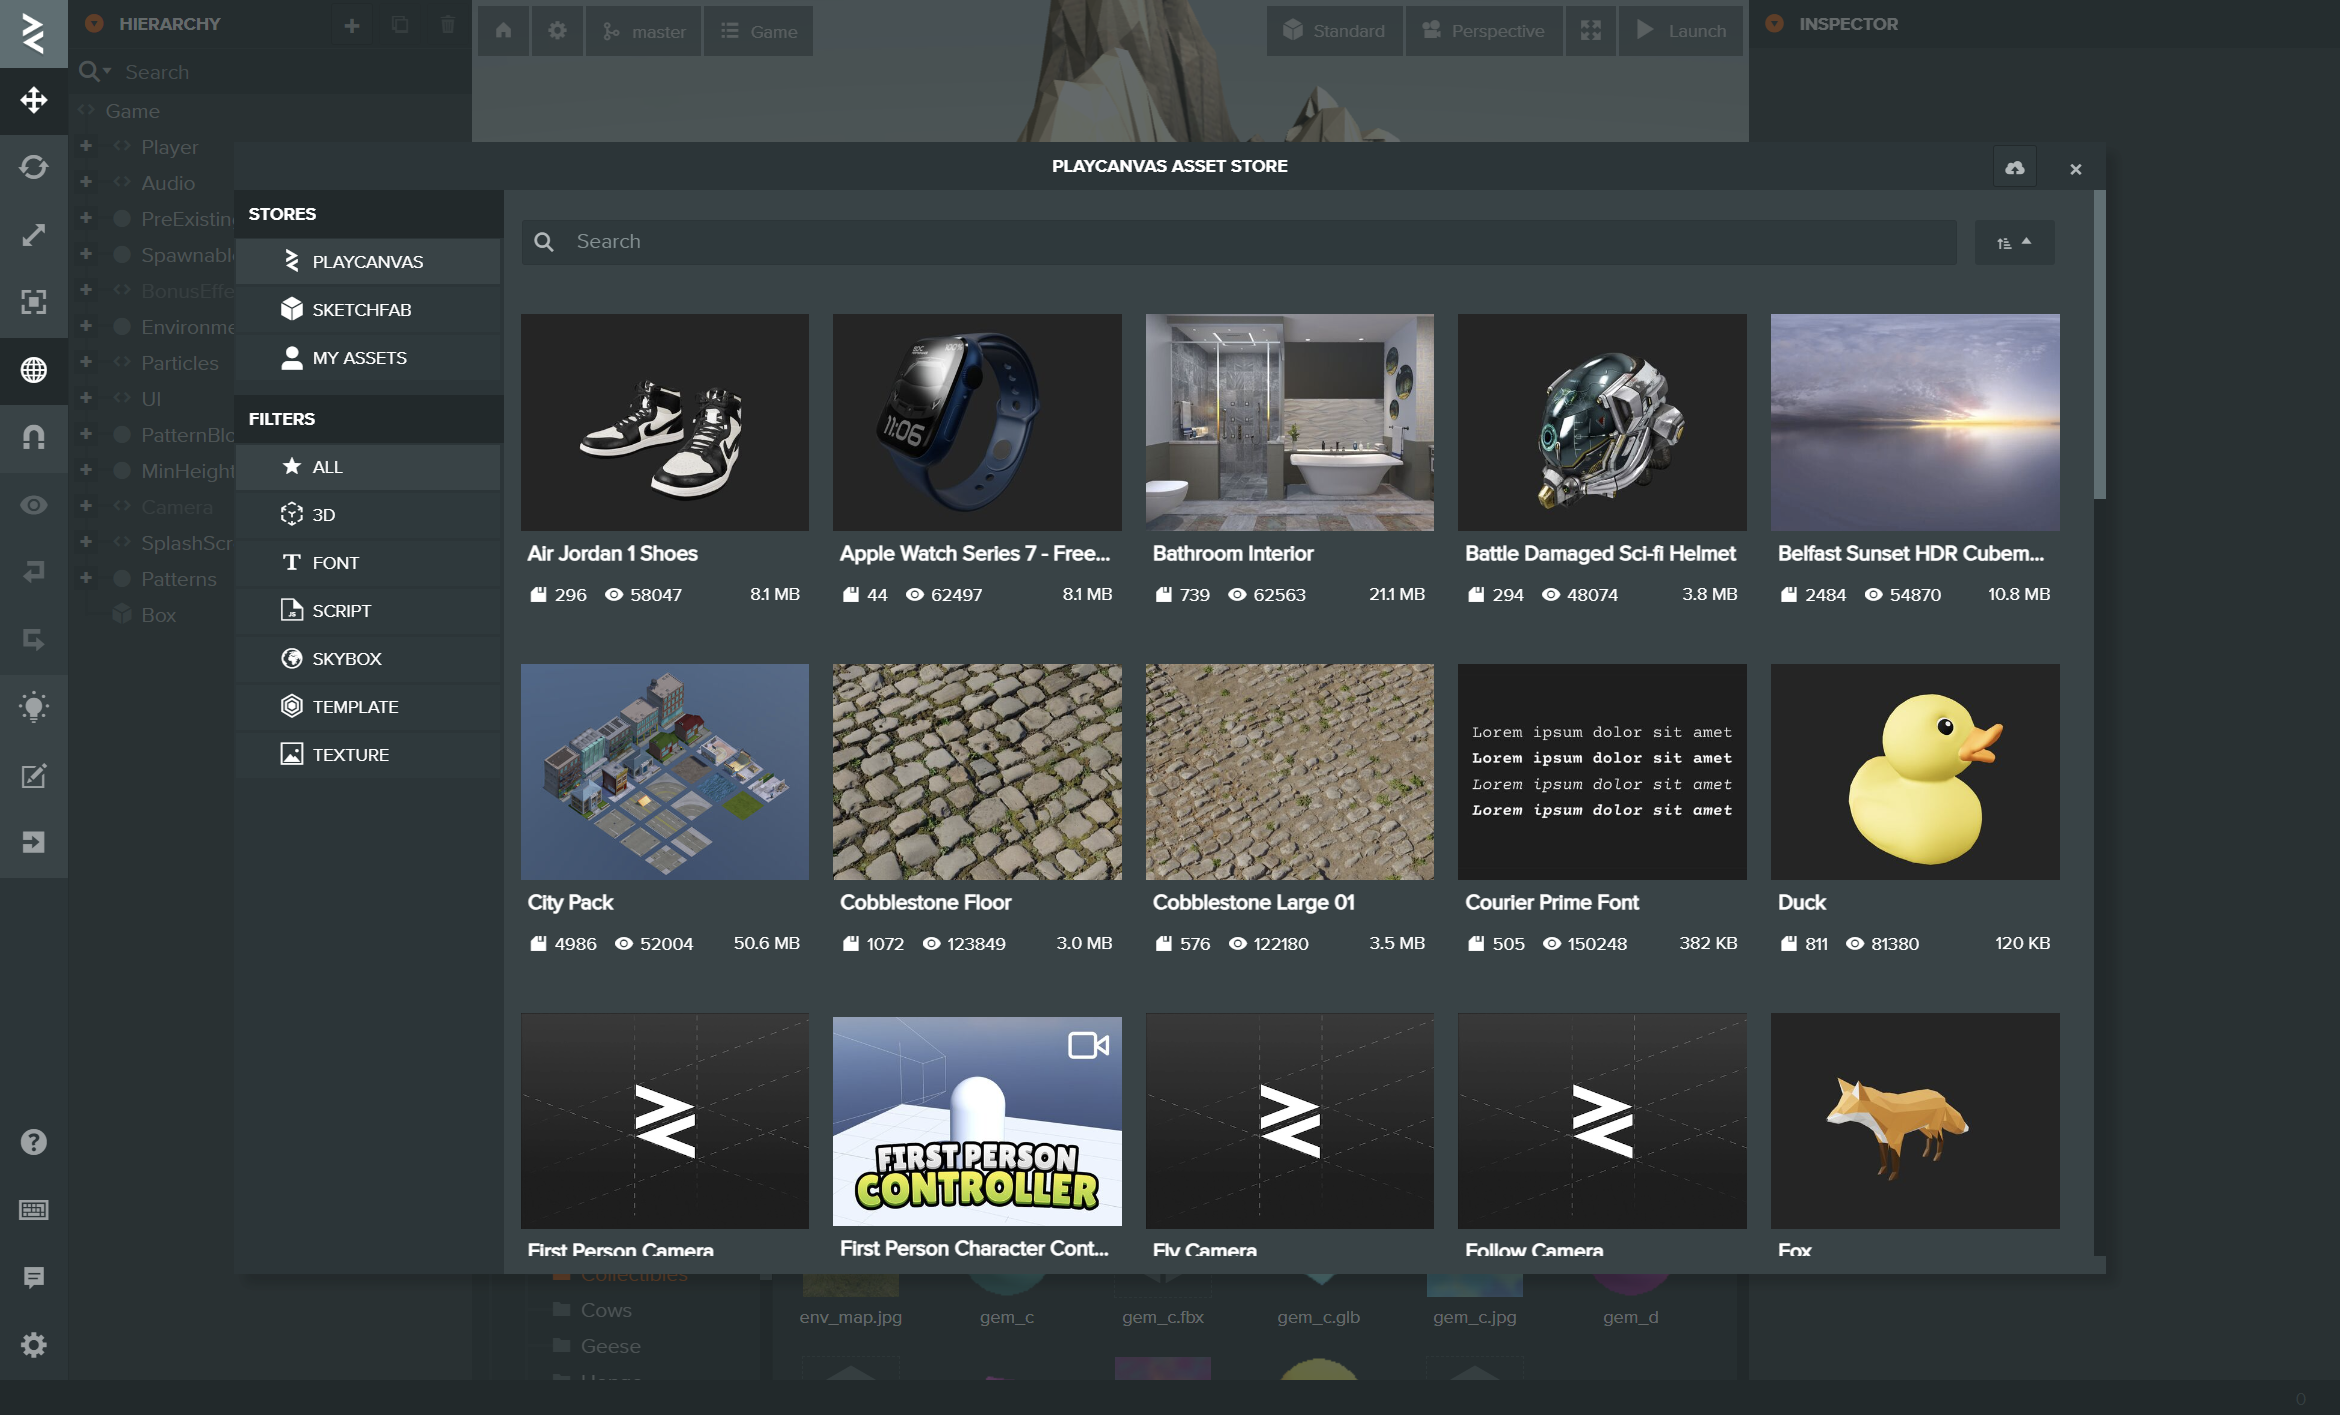 HIERARCHY
Search
Game
Player
Audio
PreExistin
Spawnabl
BonusEffe
Environme
Particles
UI
PatternBlo
MinHeight
Camera
SplashScr
Patterns
Box
master
Game
Standard
Perspective
Launch
INSPECTOR
PLAYCANVAS ASSET STORE
STORES
PLAYCANVAS
SKETCHFAB
MY ASSETS
FILTERS
ALL
3D
FONT
SCRIPT
SKYBOX
TEMPLATE
TEXTURE
Search
11:06
Air Jordan 1 Shoes
296 58047 8.1 MB
Apple Watch Series 7 - Free...
44 62497 8.1 MB
Bathroom Interior
739 62563 21.1 MB
Battle Damaged Sci-fi Helmet
294 48074 3.8 MB
Belfast Sunset HDR Cubem...
2484 54870 10.8 MB
City Pack
4986 52004 50.6 MB
Cobblestone Floor
1072 123849 3.0 MB
Cobblestone Large 01
576 122180 3.5 MB
Lorem ipsum dolor sit amet
Lorem ipsum dolor sit amet
Lorem ipsum dolor sit amet
Lorem ipsum dolor sit amet
Courier Prime Font
505 150248 382 KB
Duck
811 81380 120 KB
First Person Camera
FIRST PERSON
CONTROLLER
First Person Character Cont...
Fly Camera
Follow Camera
Fox
Collectibles
Cows
Geese
env_map.jpg
gem_c
gem_c.fbx
gem_c.glb
gem_c.jpg
gem_d
0